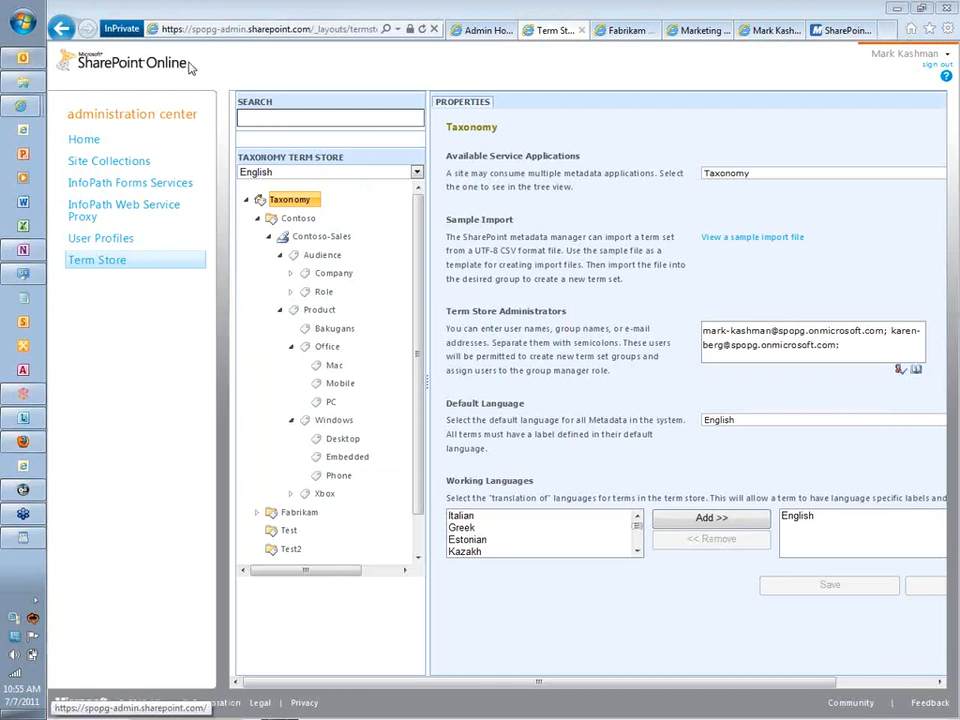 InPrivate
https://spopg-admin.sharepoint.com/_layouts/termst
Admin Ho...
Term St...
Fabrikam
Marketing ...
Mark Kash...
SharePoin...
Microsoft®
SharePoint Online
Mark Kashman
sign out
administration center
Home
Site Collections
InfoPath Forms Services
InfoPath Web Service
Proxy
User Profiles
Term Store
SEARCH
TAXONOMY TERM STORE
English
Taxonomy
Contoso
Contoso-Sales
Audience
Company
Role
Product
Bakugans
Office
Mac
Mobile
PC
Windows
Desktop
Embedded
Phone
Xbox
Fabrikam
Test
Test2
PROPERTIES
Taxonomy
Available Service Applications
A site may consume multiple metadata applications. Select
the one to see in the tree view.
Taxonomy
Sample Import
The SharePoint metadata manager can import a term set
from a UTF-8 CSV format file. Use the sample file as a
template for creating import files. Then import the file into
the desired group to create a new term set.
View a sample import file
Term Store Administrators
You can enter user names, group names, or e-mail
addresses. Separate them with semicolons. These users
will be permitted to create new term set groups and
assign users to the group manager role.
mark-kashman@spopg.onmicrosoft.com; karen-
berg@spopg.onmicrosoft.com;
Default Language
Select the default language for all Metadata in the system.
All terms must have a label defined in their default
language.
English
Working Languages
Select the 'translation of' languages for terms in the term store. This will allow a term to have language specific labels and
Italian
Greek
Estonian
Kazakh
Add >>
<< Remove
English
Save
10:55 AM
7/7/2011
https://spopg-admin.sharepoint.com/
Legal | Privacy
Community | Feedback